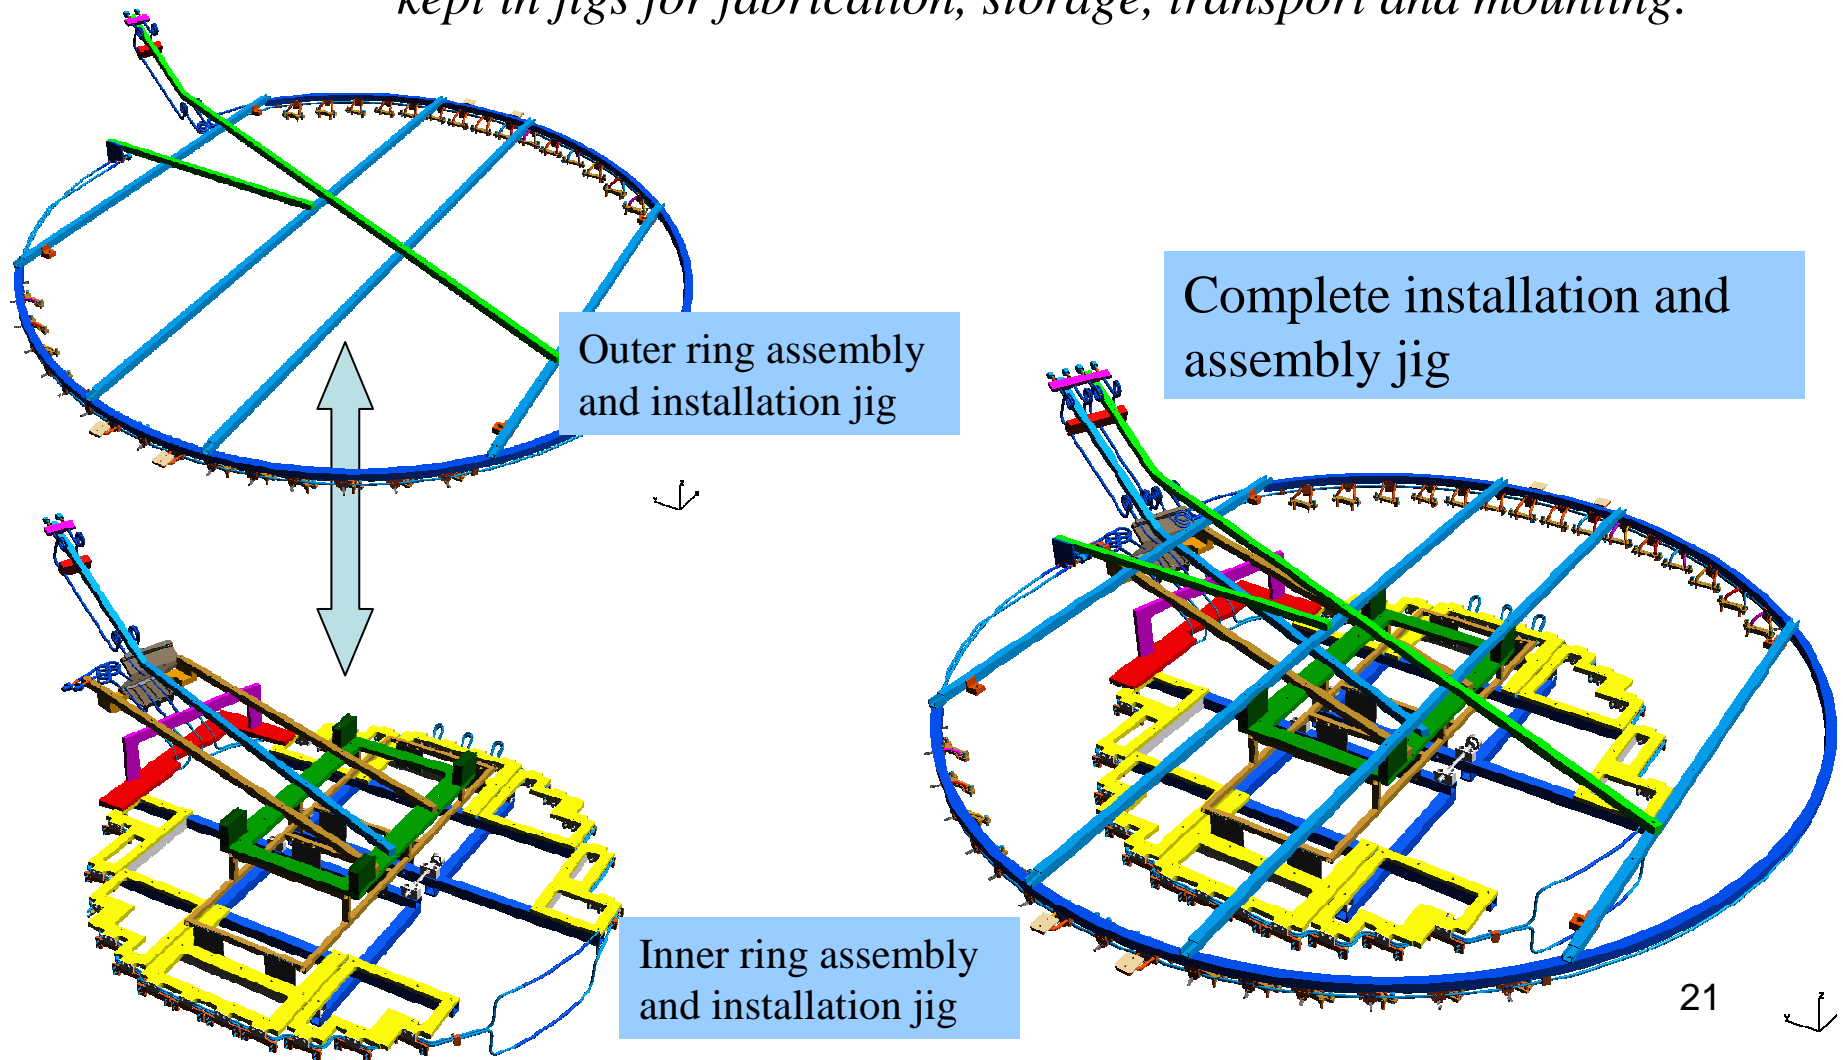 kept in jigs for fabrication, storage, transport and mounting.
Outer ring assembly
and installation jig
Complete installation and
assembly jig
Inner ring assembly
and installation jig
21